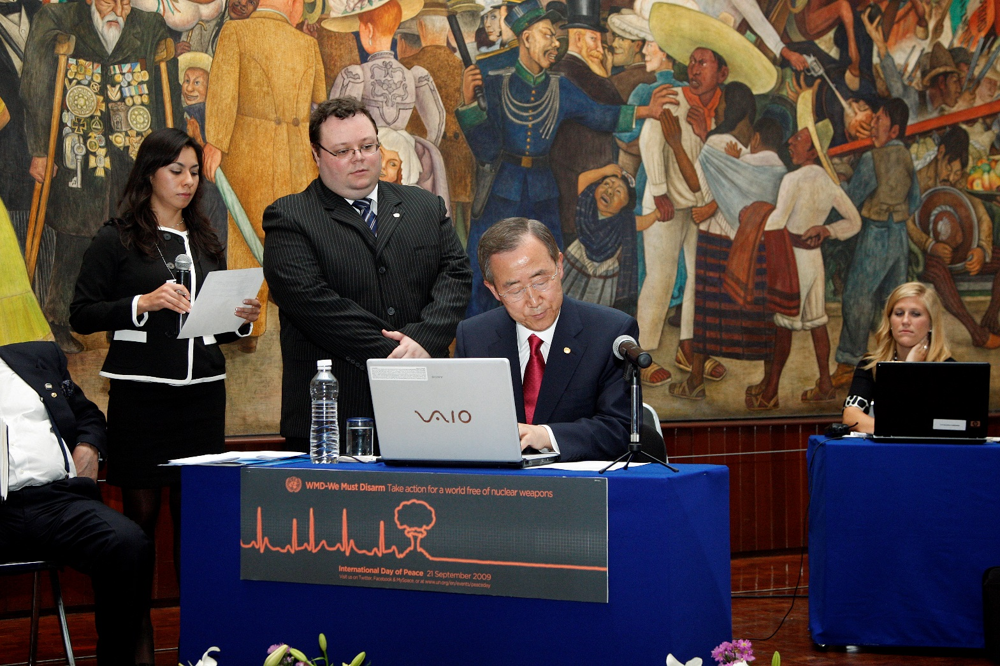 VAIO
WMD-We Must Disarm Take action for a world free of nuclear weapons
International Day of Peace 21 September 2009
Visit us on Twitter, Facebook & MySpace, or at www.un.org/en/events/peaceday